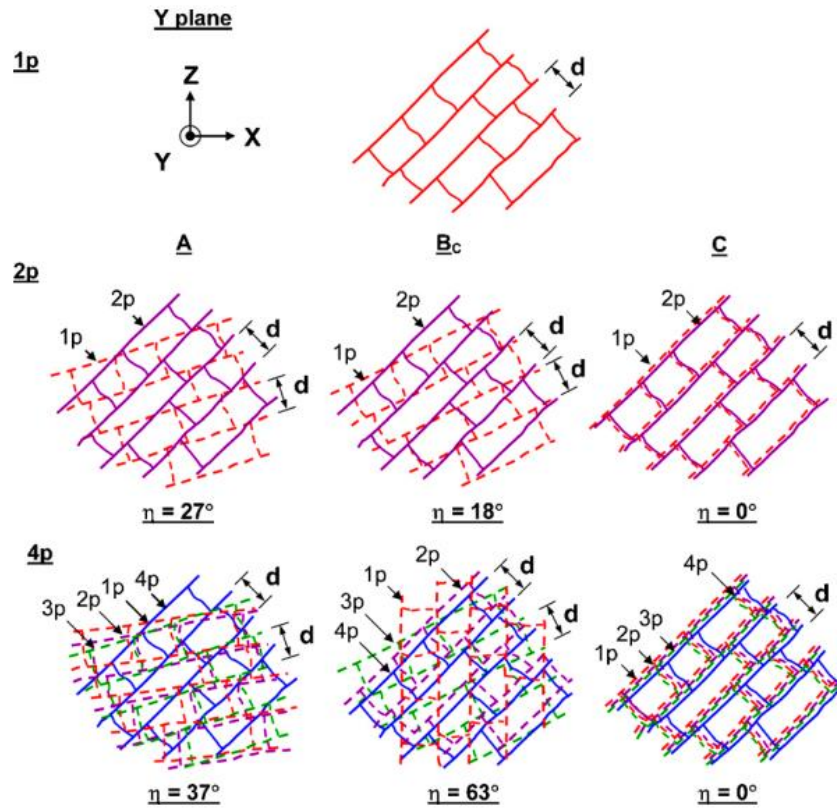 Y plane
1p
Z
X
Y
d
A
B_C
C
2p
2p
1p
d
d
η = 27°
2p
1p
d
d
η = 18°
2p
1p
d
η = 0°
4p
4p
1p
2p
3p
d
d
η = 37°
2p
1p
3p
4p
d
d
η = 63°
4p
3p
2p
1p
d
η = 0°